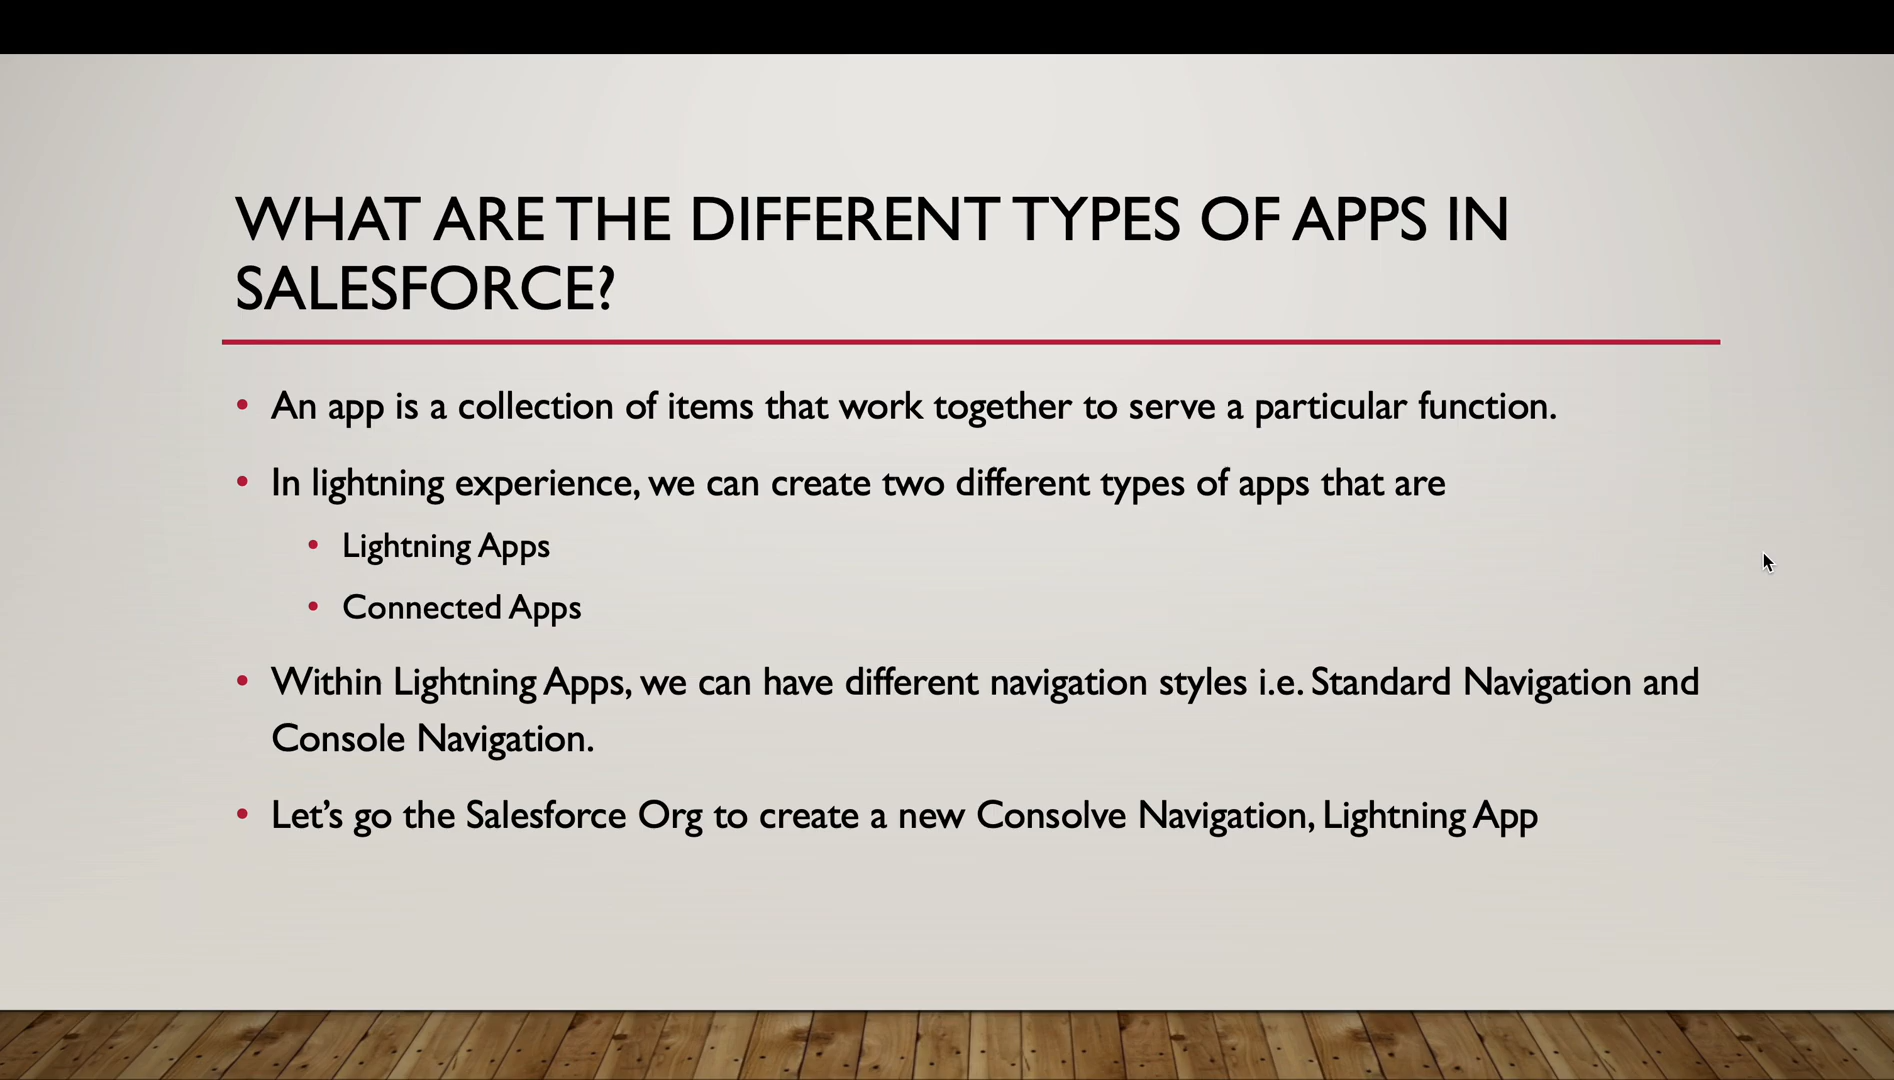 WHAT ARE THE DIFFERENT TYPES OF APPS IN
SALESFORCE?
• An app is a collection of items that work together to serve a particular function.
• In lightning experience, we can create two different types of apps that are
• Lightning Apps
• Connected Apps
• Within Lightning Apps, we can have different navigation styles i.e. Standard Navigation and
Console Navigation.
• Let’s go the Salesforce Org to create a new Consolve Navigation, Lightning App